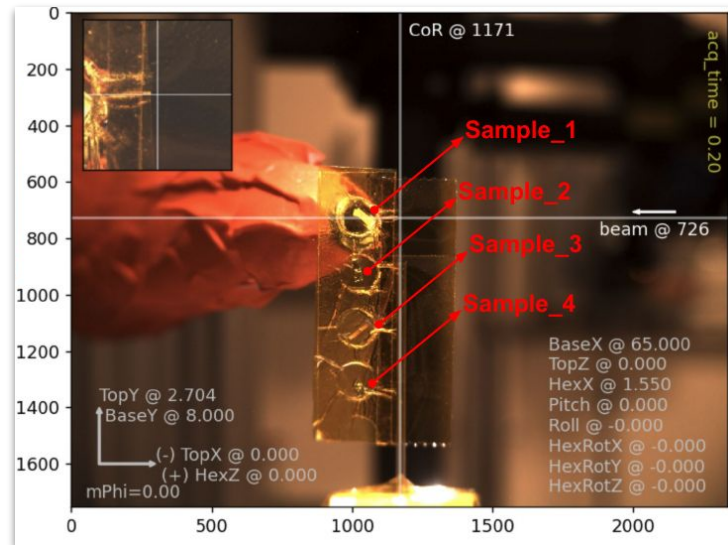 0
200
400
600
800
1000
1200
1400
1600
0
500
1000
1500
2000
CoR @ 1171
acq_time = 0.20
Sample_1
Sample_2
beam @ 726
Sample_3
Sample_4
BaseX @ 65.000
TopZ @ 0.000
HexX @ 1.550
Pitch @ 0.000
Roll @ -0.000
HexRotX @ -0.000
HexRotY @ -0.000
HexRotZ @ -0.000
TopY @ 2.704
BaseY @ 8.000
(-) TopX @ 0.000
(+) HexZ @ 0.000
mPhi=0.00